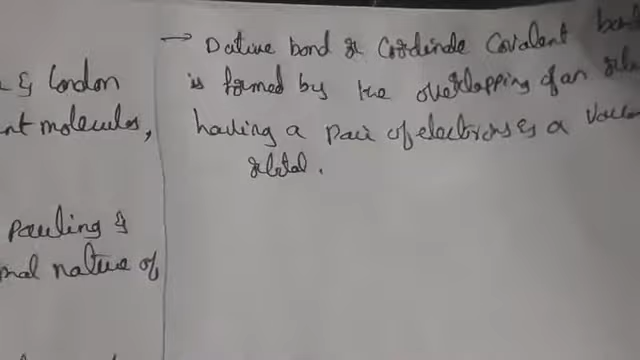 & London
nt molecules,
Pauling &
nal nature of
→ Dative bond or Coordinate Covalent bond
is formed by the overlapping of an
having a pair of electrons & a
orbital.